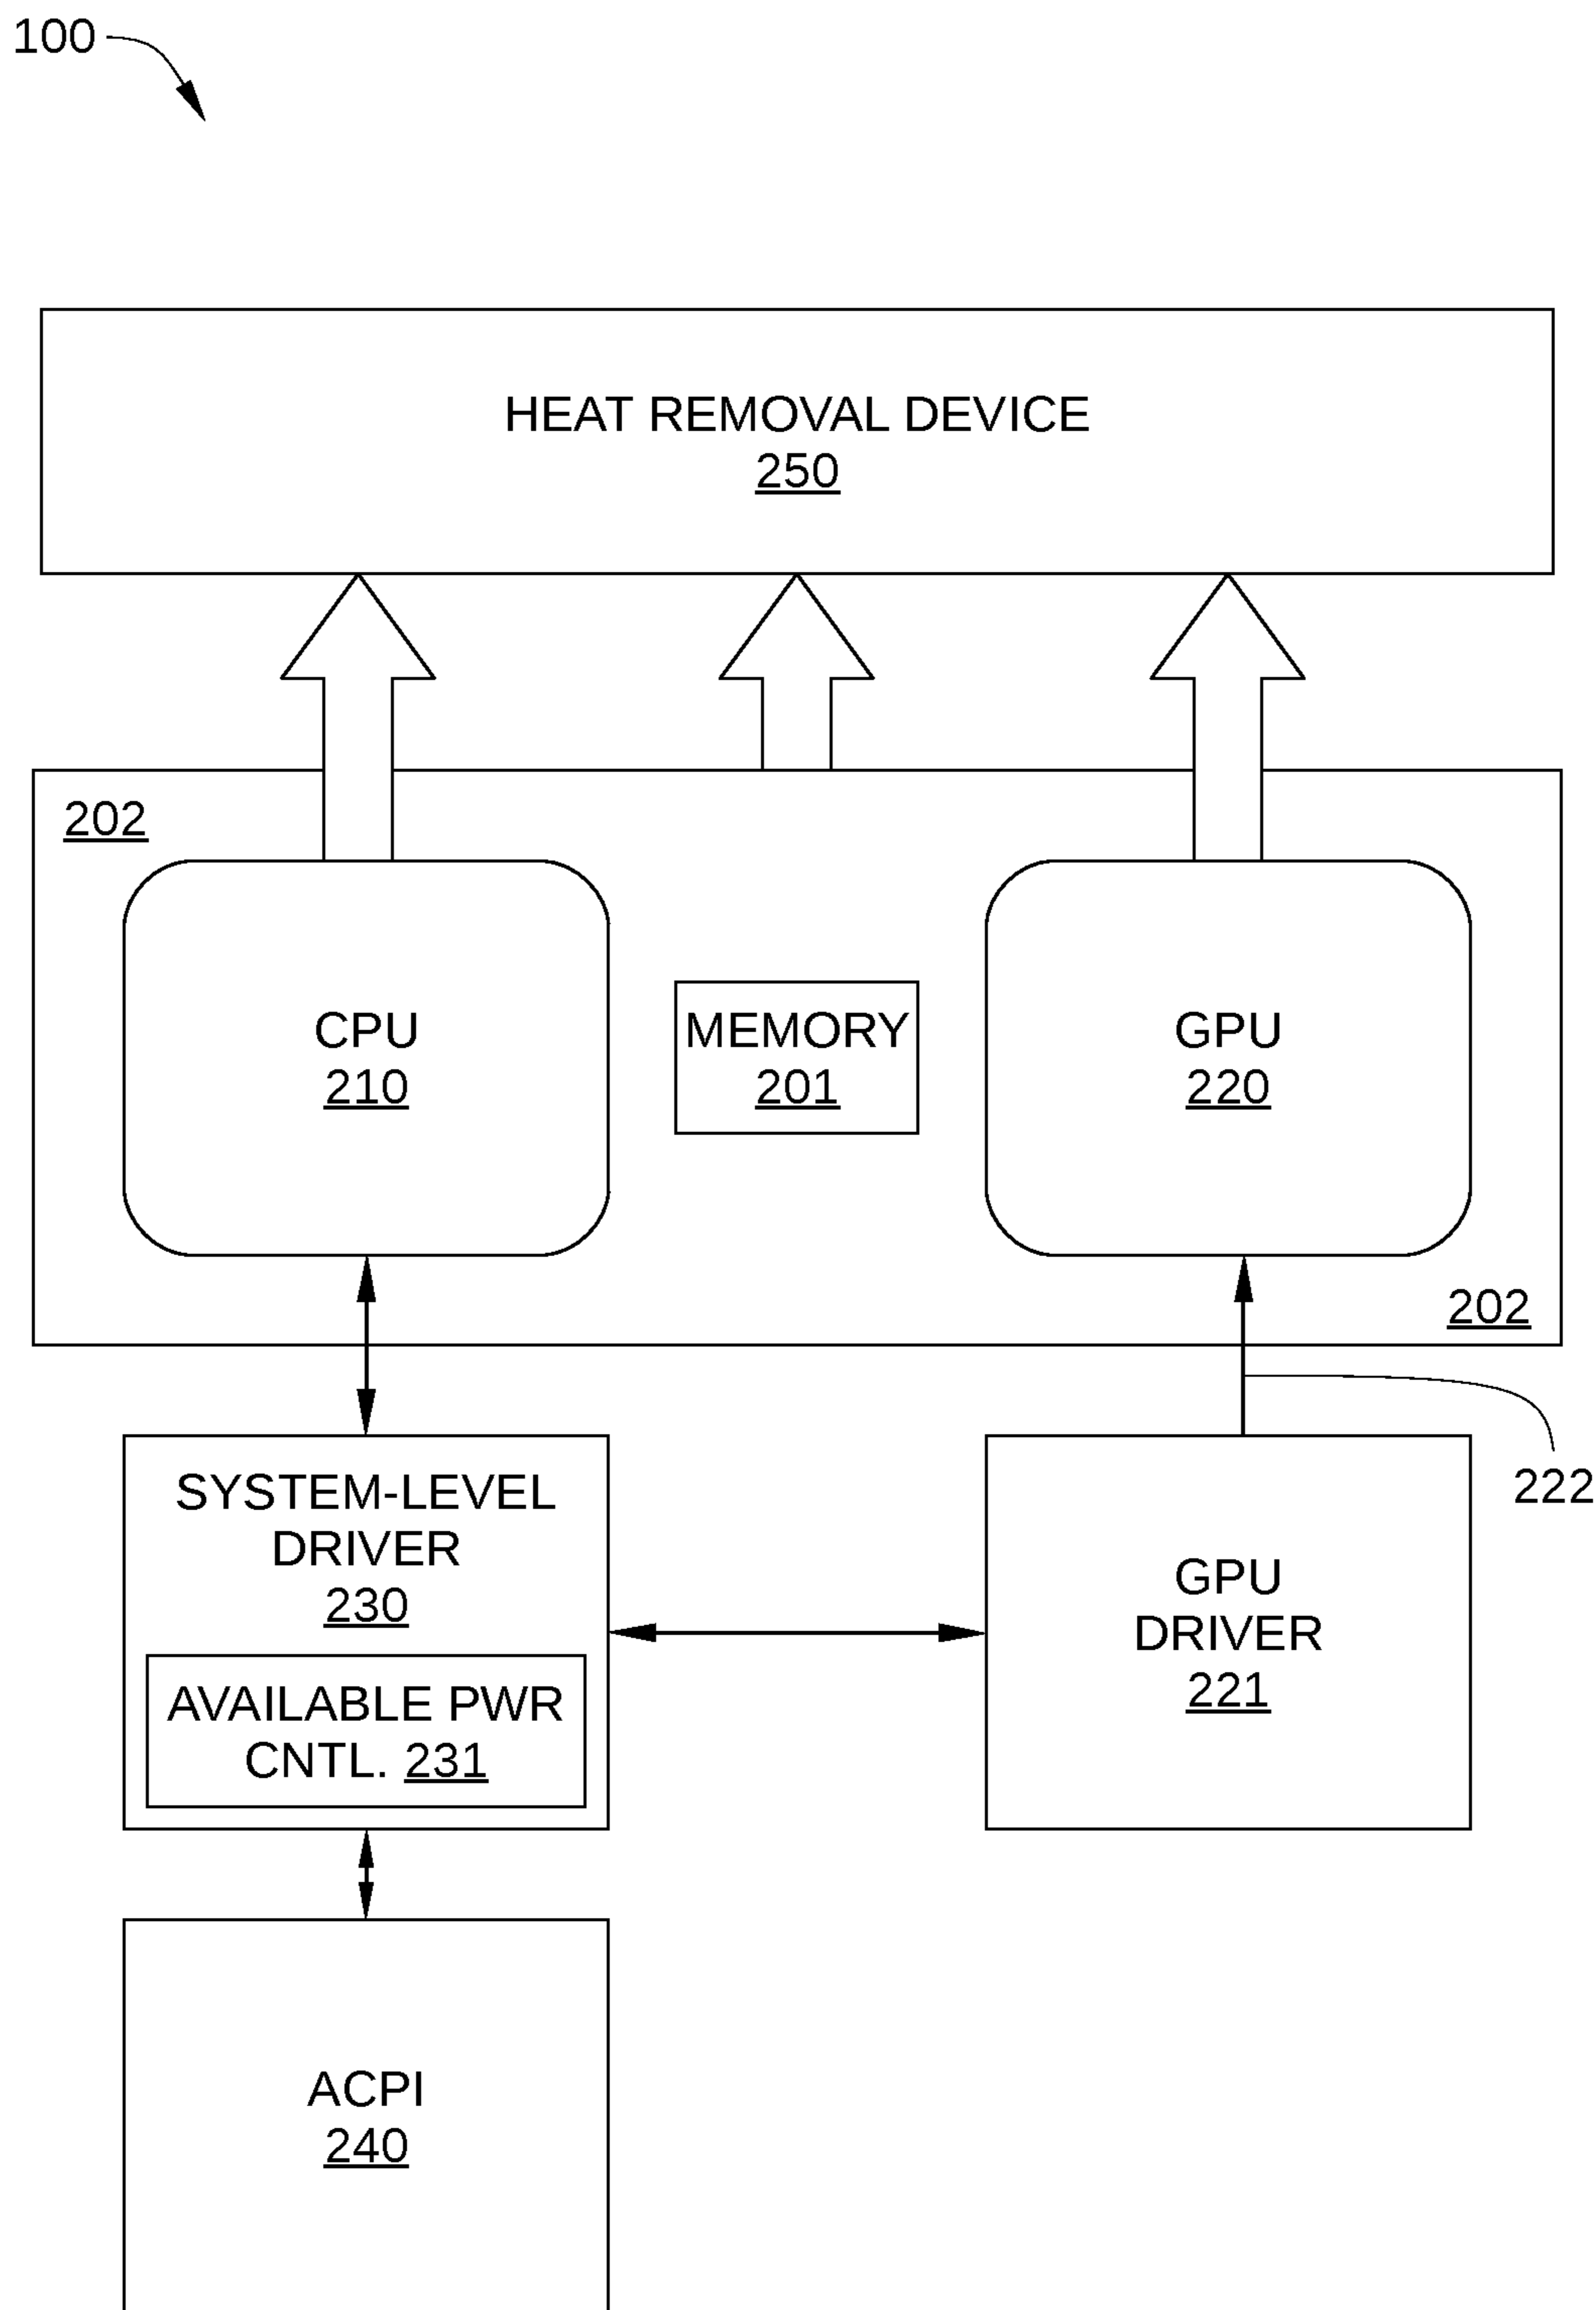 100
HEAT REMOVAL DEVICE
250
202
CPU
210
MEMORY
201
GPU
220
202
222
SYSTEM-LEVEL
DRIVER
230
AVAILABLE PWR
CNTL. 231
GPU
DRIVER
221
ACPI
240